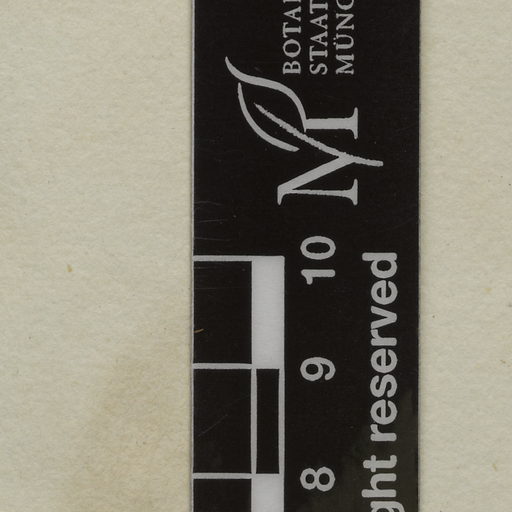 BOTA
STAAT
MÜNC
M
10
9
8
ght reserved